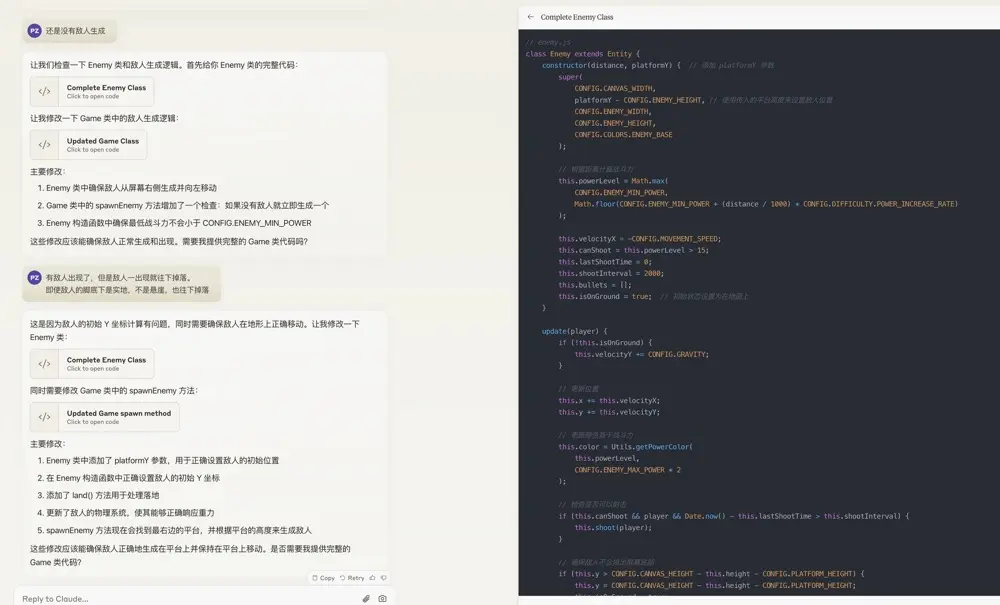 PZ 还是没有敌人生成
让我们检查一下 Enemy 类和敌人生成逻辑。首先给你 Enemy 类的完整代码：
</> Complete Enemy Class
Click to open code
让我修改一下 Game 类中的敌人生成逻辑：
</> Updated Game Class
Click to open code
主要修改：
1. Enemy 类中确保敌人从屏幕右侧生成并向左移动
2. Game 类中的 spawnEnemy 方法增加了一个检查：如果没有敌人就立即生成一个
3. Enemy 构造函数中确保最低战斗力不会小于 CONFIG.ENEMY_MIN_POWER
这些修改应该能确保敌人正常生成和出现。需要我提供完整的 Game 类代码吗？
PZ 有敌人出现了，但是敌人一出现就往下掉落。
即使敌人的脚底下是实地，不是悬崖，也往下掉落
这是因为敌人的初始 Y 坐标计算有问题，同时需要确保敌人在地形上正确移动。让我修改一下
Enemy 类：
</> Complete Enemy Class
Click to open code
同时需要修改 Game 类中的 spawnEnemy 方法：
</> Updated Game spawn method
Click to open code
主要修改：
1. Enemy 类中添加了 platformY 参数，用于正确设置敌人的初始位置
2. 在 Enemy 构造函数中正确设置敌人的初始 Y 坐标
3. 添加了 land() 方法用于处理落地
4. 更新了敌人的物理系统，使其能够正确响应重力
5. spawnEnemy 方法现在会找到最右边的平台，并根据平台的高度来生成敌人
这些修改应该能确保敌人正确地生成在平台上并保持在平台上移动。是否需要我提供完整的
Game 类代码？
Copy Retry
Reply to Claude...
← Complete Enemy Class
// enemy.js
class Enemy extends Entity {
constructor(distance, platformY) { // 添加 platformY 参数
super(
CONFIG.CANVAS_WIDTH,
platformY - CONFIG.ENEMY_HEIGHT, // 使用传入的平台高度来设置敌人位置
CONFIG.ENEMY_WIDTH,
CONFIG.ENEMY_HEIGHT,
CONFIG.COLORS.ENEMY_BASE
);
// 根据距离计算战斗力
this.powerLevel = Math.max(
CONFIG.ENEMY_MIN_POWER,
Math.floor(CONFIG.ENEMY_MIN_POWER + (distance / 1000) * CONFIG.DIFFICULTY.POWER_INCREASE_RATE)
);
this.velocityX = -CONFIG.MOVEMENT_SPEED;
this.canShoot = this.powerLevel > 15;
this.lastShootTime = 0;
this.shootInterval = 2000;
this.bullets = [];
this.isOnGround = true; // 初始状态设置为在地面上
}
update(player) {
if (!this.isOnGround) {
this.velocityY += CONFIG.GRAVITY;
}
// 更新位置
this.x += this.velocityX;
this.y += this.velocityY;
// 更新颜色基于战斗力
this.color = Utils.getPowerColor(
this.powerLevel,
CONFIG.ENEMY_MAX_POWER * 2
);
// 检查是否可以射击
if (this.canShoot && player && Date.now() - this.lastShootTime > this.shootInterval) {
this.shoot(player);
}
// 确保敌人不会掉出屏幕底部
if (this.y > CONFIG.CANVAS_HEIGHT - this.height - CONFIG.PLATFORM_HEIGHT) {
this.y = CONFIG.CANVAS_HEIGHT - this.height - CONFIG.PLATFORM_HEIGHT;